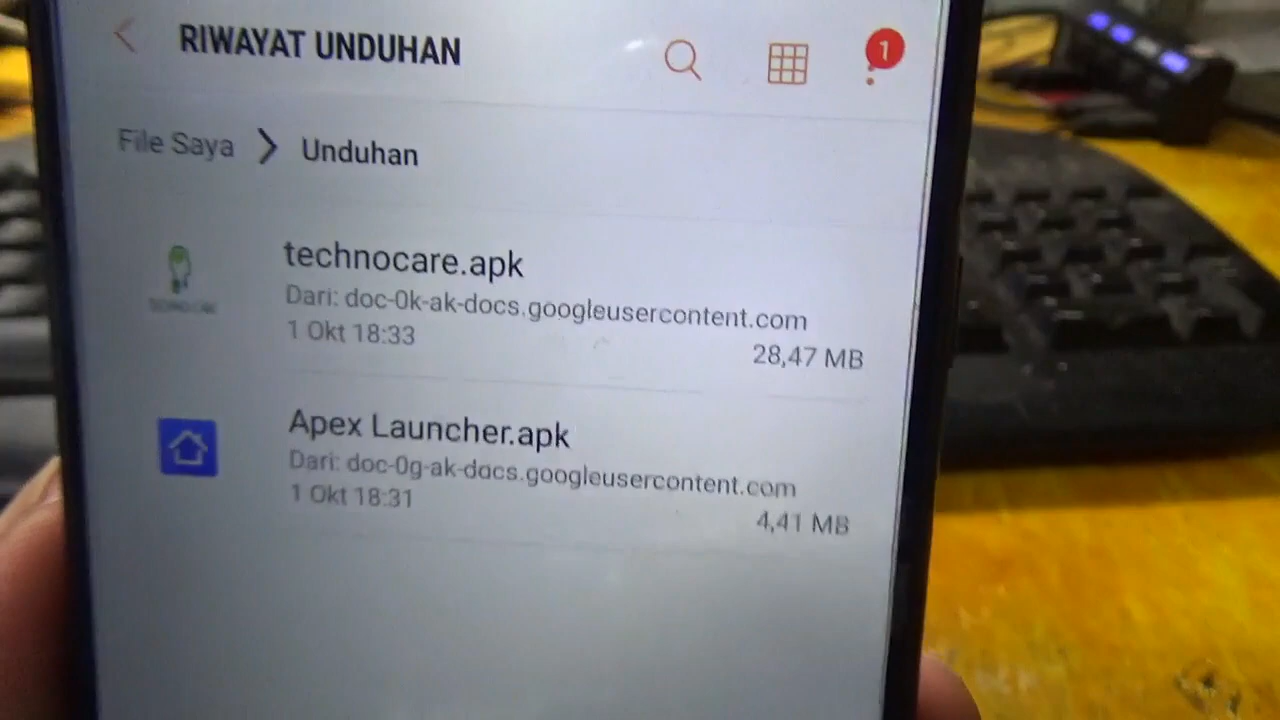 RIWAYAT UNDUHAN
1
File Saya > Unduhan
technocare.apk
Dari: doc-0k-ak-docs.googleusercontent.com
1 Okt 18:33
28,47 MB
Apex Launcher.apk
Dari: doc-0g-ak-docs.googleusercontent.com
1 Okt 18:31
4,41 MB